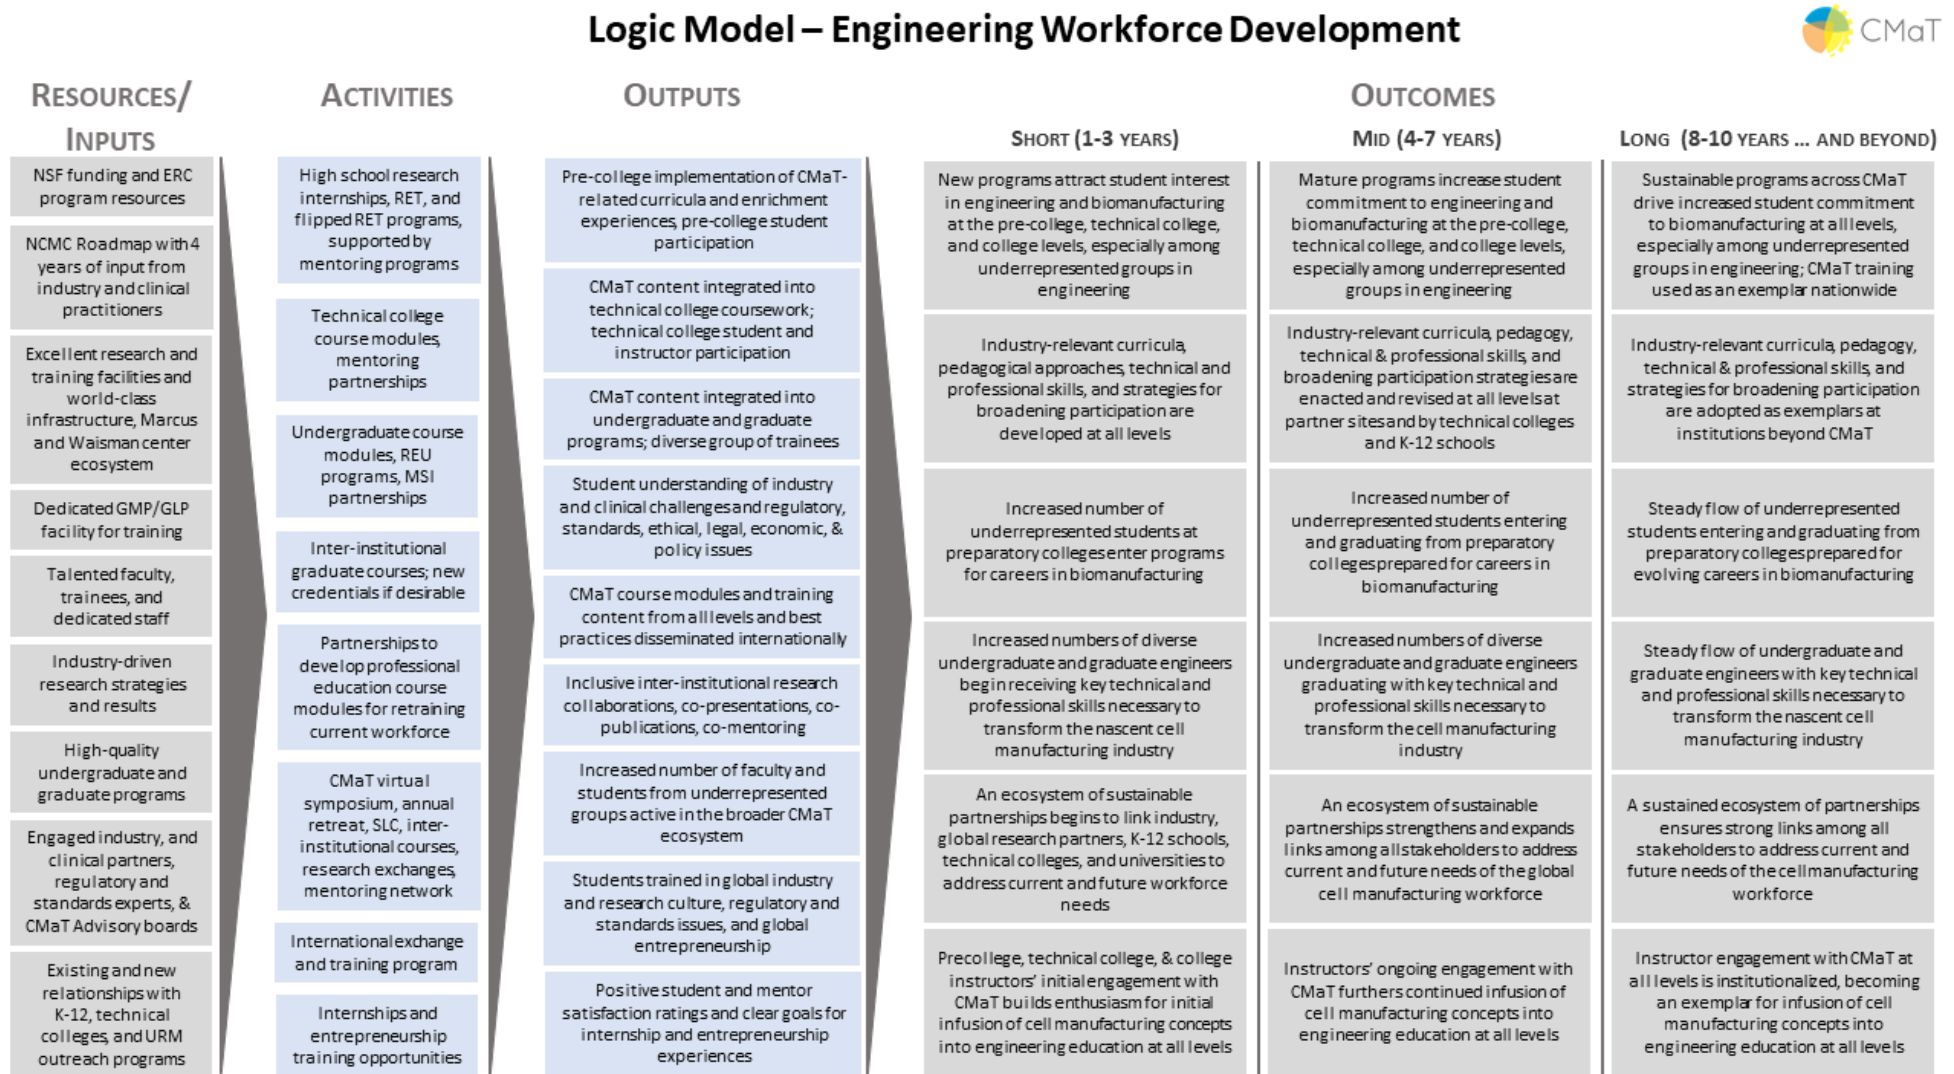 Logic Model – Engineering Workforce Development
CMaT
RESOURCES/
INPUTS
NSF funding and ERC
program resources
NCMC Roadmap with 4
years of input from
industry and clinical
practitioners
Excellent research and
training facilities and
world-class
infrastructure, Marcus
and Waisman center
ecosystem
Dedicated GMP/GLP
facility for training
Talented faculty,
trainees, and
dedicated staff
Industry-driven
research strategies
and results
High-quality
undergraduate and
graduate programs
Engaged industry, and
clinical partners,
regulatory and
standards experts, &
CMaT Advisory boards
Existing and new
relationships with
K-12, technical
colleges, and URM
outreach programs
ACTIVITIES
High school research
internships, RET, and
flipped RET programs,
supported by
mentoring programs
Technical college
course modules,
mentoring
partnerships
Undergraduate course
modules, REU
programs, MSI
partnerships
Inter-institutional
graduate courses; new
credentials if desirable
Partnerships to
develop professional
education course
modules for retraining
current workforce
CMaT virtual
symposium, annual
retreat, SLC, inter-
institutional courses,
research exchanges,
mentoring network
International exchange
and training program
Internships and
entrepreneurship
training opportunities
OUTPUTS
Pre-college implementation of CMaT-
related curricula and enrichment
experiences, pre-college student
participation
CMaT content integrated into
technical college coursework;
technical college student and
instructor participation
CMaT content integrated into
undergraduate and graduate
programs; diverse group of trainees
Student understanding of industry
and clinical challenges and regulatory,
standards, ethical, legal, economic, &
policy issues
CMaT course modules and training
content from all levels and best
practices disseminated internationally
Inclusive inter-institutional research
collaborations, co-presentations, co-
publications, co-mentoring
Increased number of faculty and
students from underrepresented
groups active in the broader CMaT
ecosystem
Students trained in global industry
and research culture, regulatory and
standards issues, and global
entrepreneurship
Positive student and mentor
satisfaction ratings and clear goals for
internship and entrepreneurship
experiences
OUTCOMES
SHORT (1-3 YEARS)
New programs attract student interest
in engineering and biomanufacturing
at the pre-college, technical college,
and college levels, especially among
underrepresented groups in
engineering
Industry-relevant curricula,
pedagogical approaches, technical and
professional skills, and strategies for
broadening participation are
developed at all levels
Increased number of
underrepresented students at
preparatory colleges enter programs
for careers in biomanufacturing
Increased numbers of diverse
undergraduate and graduate engineers
begin receiving key technical and
professional skills necessary to
transform the nascent cell
manufacturing industry
An ecosystem of sustainable
partnerships begins to link industry,
global research partners, K-12 schools,
technical colleges, and universities to
address current and future workforce
needs
Precollege, technical college, & college
instructors' initial engagement with
CMaT builds enthusiasm for initial
infusion of cell manufacturing concepts
into engineering education at all levels
MID (4-7 YEARS)
Mature programs increase student
commitment to engineering and
biomanufacturing at the pre-college,
technical college, and college levels,
especially among underrepresented
groups in engineering
Industry-relevant curricula, pedagogy,
technical & professional skills, and
broadening participation strategies are
enacted and revised at all levels at
partner sites and by technical colleges
and K-12 schools
Increased number of
underrepresented students entering
and graduating from preparatory
colleges prepared for careers in
biomanufacturing
Increased numbers of diverse
undergraduate and graduate engineers
graduating with key technical and
professional skills necessary to
transform the cell manufacturing
industry
An ecosystem of sustainable
partnerships strengthens and expands
links among all stakeholders to address
current and future needs of the global
cell manufacturing workforce
Instructors' ongoing engagement with
CMaT furthers continued infusion of
cell manufacturing concepts into
engineering education at all levels
LONG (8-10 YEARS ... AND BEYOND)
Sustainable programs across CMaT
drive increased student commitment
to biomanufacturing at all levels,
especially among underrepresented
groups in engineering; CMaT training
used as an exemplar nationwide
Industry-relevant curricula, pedagogy,
technical & professional skills, and
strategies for broadening participation
are adopted as exemplars at
institutions beyond CMaT
Steady flow of underrepresented
students entering and graduating from
preparatory colleges prepared for
evolving careers in biomanufacturing
Steady flow of undergraduate and
graduate engineers with key technical
and professional skills necessary to
transform the nascent cell
manufacturing industry
A sustained ecosystem of partnerships
ensures strong links among all
stakeholders to address current and
future needs of the cell manufacturing
workforce
Instructor engagement with CMaT at
all levels is institutionalized, becoming
an exemplar for infusion of cell
manufacturing concepts into
engineering education at all levels